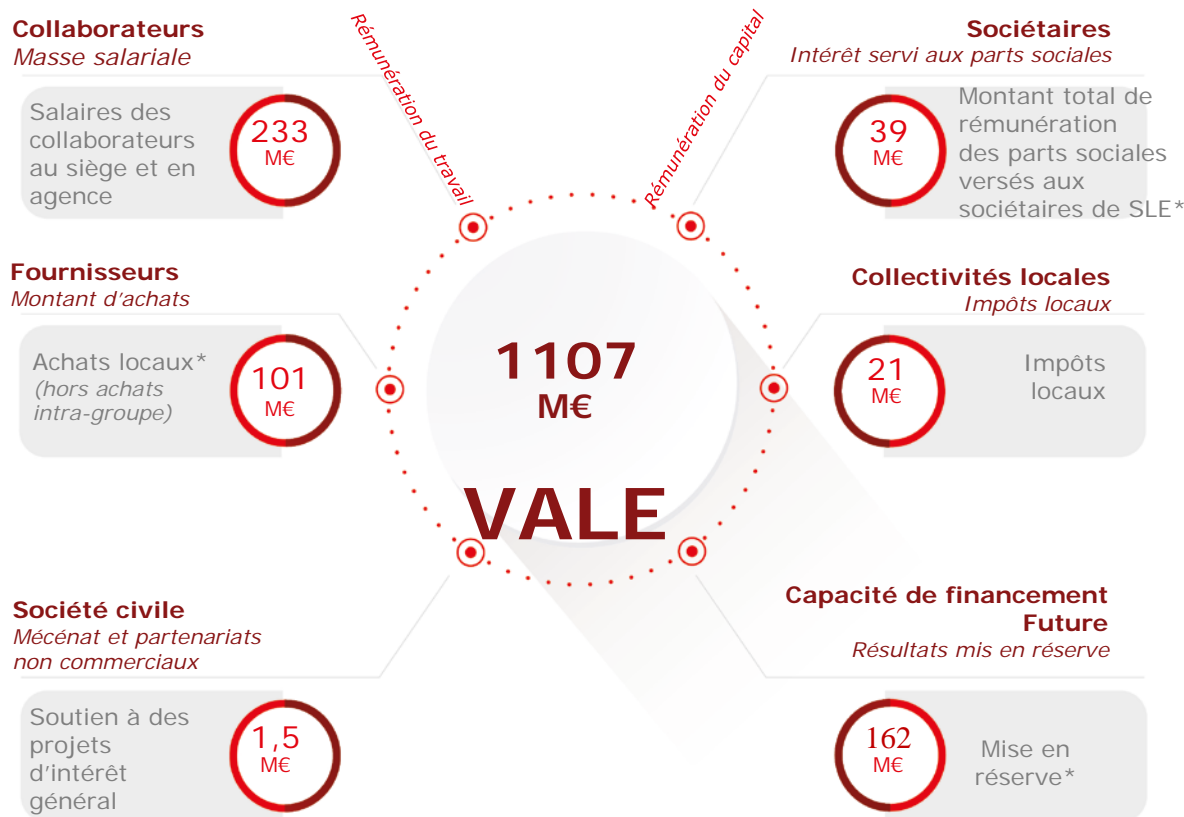 Collaborateurs
Masse salariale
Salaires des
collaborateurs
au siège et en
agence
233
M€
Rémunération du travail
Rémunération du capital
Sociétaires
Intérêt servi aux parts sociales
39
M€
Montant total de
rémunération
des parts sociales
versés aux
sociétaires de SLE*
Fournisseurs
Montant d'achats
Achats locaux*
(hors achats
intra-groupe)
101
M€
1107
M€
VALE
Collectivités locales
Impôts locaux
21
M€
Impôts
locaux
Société civile
Mécénat et partenariats
non commerciaux
Soutien à des
projets
d'intérêt
général
1,5
M€
Capacité de financement
Future
Résultats mis en réserve
162
M€
Mise en
réserve*